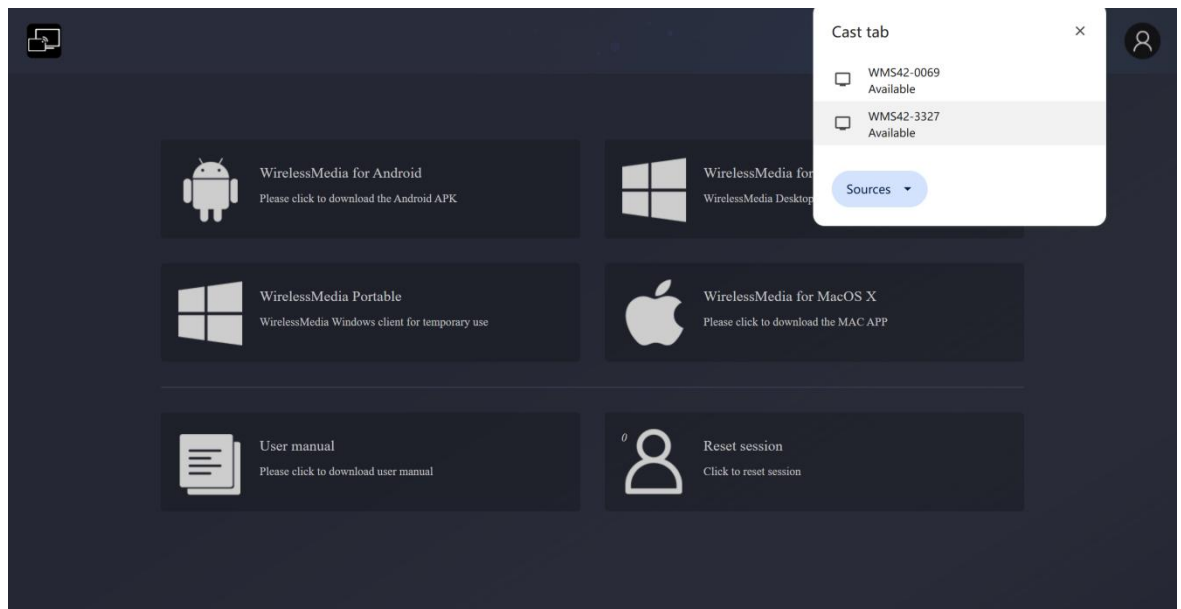 Cast tab
WMS42-0069
Available
WMS42-3327
Available
Sources
WirelessMedia for Android
Please click to download the Android APK
WirelessMedia for
WirelessMedia Desktop
WirelessMedia Portable
WirelessMedia Windows client for temporary use
WirelessMedia for MacOS X
Please click to download the MAC APP
User manual
Please click to download user manual
0
Reset session
Click to reset session